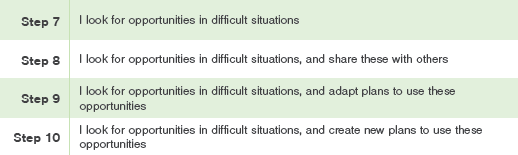 Step 7 I look for opportunities in difficult situations
Step 8 I look for opportunities in difficult situations, and share these with others
Step 9 I look for opportunities in difficult situations, and adapt plans to use these
opportunities
Step 10 I look for opportunities in difficult situations, and create new plans to use these
opportunities